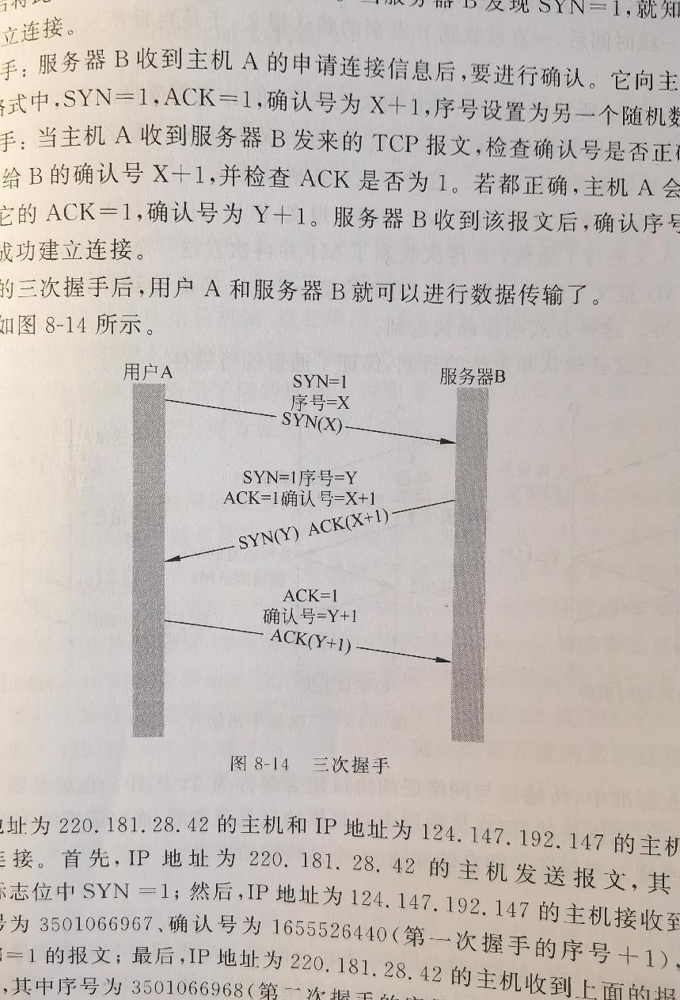 当服务器 B 发现 SYN=1,就知
立连接。
手：服务器 B 收到主机 A 的申请连接信息后,要进行确认。它向主
格式中,SYN=1,ACK=1,确认号为 X+1,序号设置为另一个随机数
手：当主机 A 收到服务器 B 发来的 TCP 报文,检查确认号是否正确
给 B 的确认号 X+1,并检查 ACK 是否为 1。若都正确,主机 A 会
它的 ACK=1,确认号为 Y+1。服务器 B 收到该报文后,确认序号
成功建立连接。
的三次握手后,用户 A 和服务器 B 就可以进行数据传输了。
如图 8-14 所示。
用户A
服务器B
SYN=1
序号=X
SYN(X)
SYN=1序号=Y
ACK=1确认号=X+1
SYN(Y) ACK(X+1)
ACK=1
确认号=Y+1
ACK(Y+1)
图 8-14 三次握手
地址为 220.181.28.42 的主机和 IP 地址为 124.147.192.147 的主机
连接。首先,IP 地址为 220.181.28.42 的主机发送报文,其
标志位中 SYN =1；然后,IP 地址为 124.147.192.147 的主机接收到
号为 3501066967、确认号为 1655526440(第一次握手的序号+1),
=1 的报文；最后,IP 地址为 220.181.28.42 的主机收到上面的报
,其中序号为 3501066968(第二次握手的序